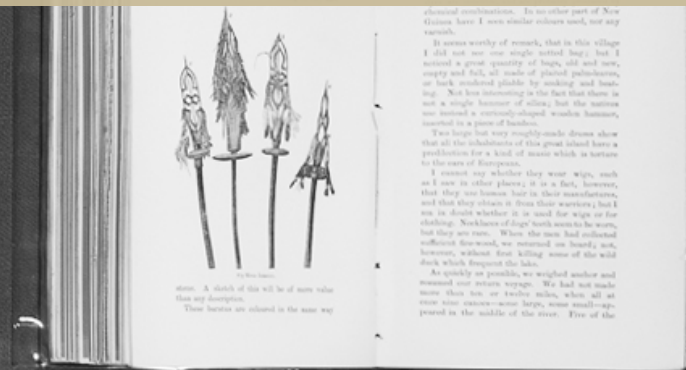 stone. A sketch of this will be of more value
than any description.
These baratus are coloured in the same way
chemical combinations. In no other part of New
Guinea have I seen similar colours used, nor any
varnish.
It seems worthy of remark, that in this village
I did not see one single netted bag; but I
noticed a great quantity of bags, old and new,
empty and full, all made of plaited palm-leaves,
or bark rendered pliable by soaking and beat-
ing. Not less interesting is the fact that there is
not a single hammer of silica; but the natives
use instead a curiously-shaped wooden hammer,
inserted in a piece of bamboo.
Two large but very roughly-made drums show
that all the inhabitants of this great island have a
predilection for a kind of music which is torture
to the ears of Europeans.
I cannot say whether they wear wigs, such
as I saw in other places; it is a fact, however,
that they use human hair in their manufactures,
and that they obtain it from their warriors; but I
am in doubt whether it is used for wigs or for
clothing. Necklaces of dogs' teeth seem to be worn,
but they are rare. When the men had collected
sufficient fire-wood, we returned on board; not,
however, without first killing some of the wild
duck which frequent the lake.
As quickly as possible, we weighed anchor and
resumed our return voyage. We had not made
more than ten or twelve miles, when all at
once nine canoes—some large, some small—ap-
peared in the middle of the river. Five of the